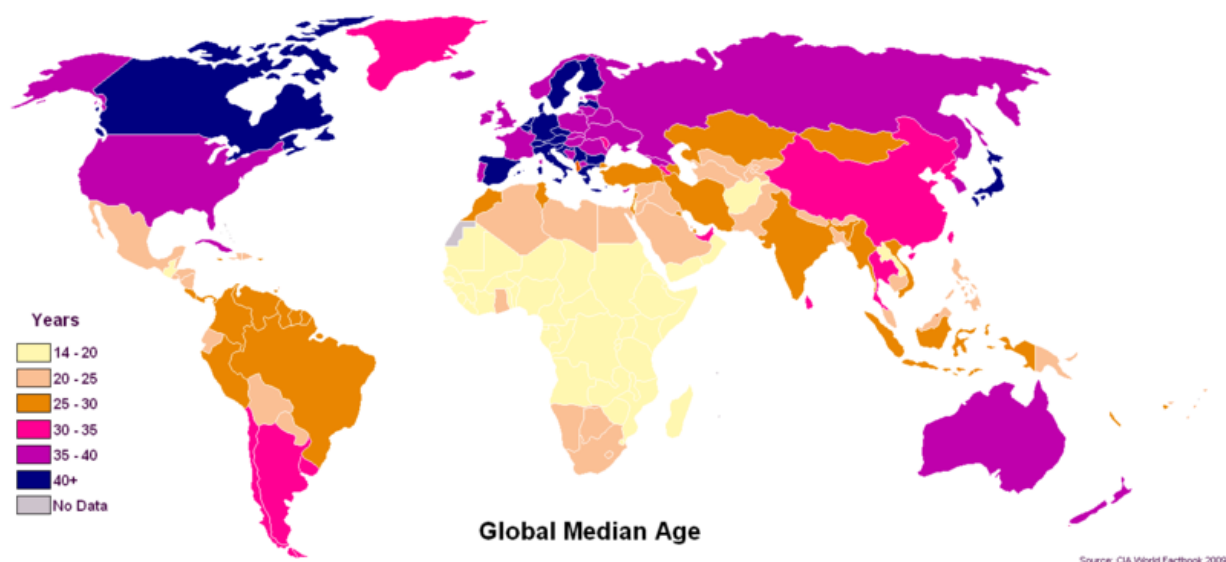 Years
14 - 20
20 - 25
25 - 30
30 - 35
35 - 40
40+
No Data
Global Median Age
Source: CIA World Factbook 2009